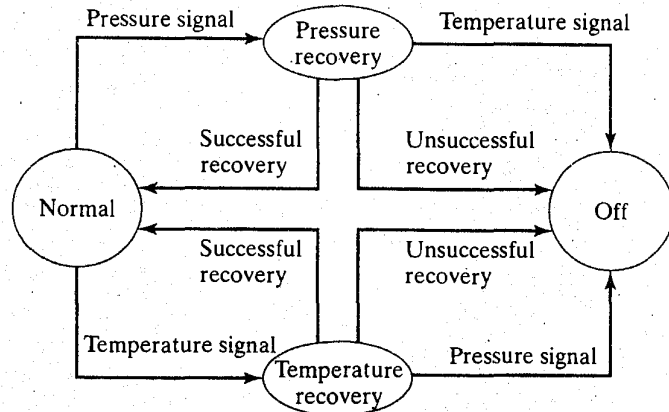 Pressure signal
Pressure
recovery
Temperature signal
Successful
recovery
Unsuccessful
recovery
Normal
Off
Successful
recovery
Unsuccessful
recovery
Temperature signal
Temperature
recovery
Pressure signal